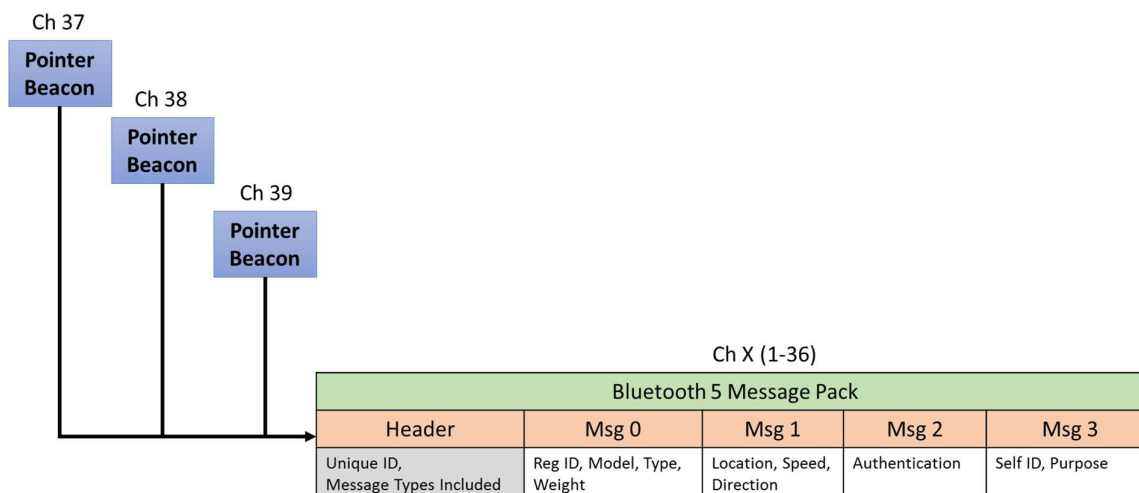 Ch 37
Pointer
Beacon
Ch 38
Pointer
Beacon
Ch 39
Pointer
Beacon
Ch X (1-36)
Bluetooth 5 Message Pack
Header
Msg 0
Msg 1
Msg 2
Msg 3
Unique ID,
Message Types Included
Reg ID, Model, Type,
Weight
Location, Speed,
Direction
Authentication
Self ID, Purpose